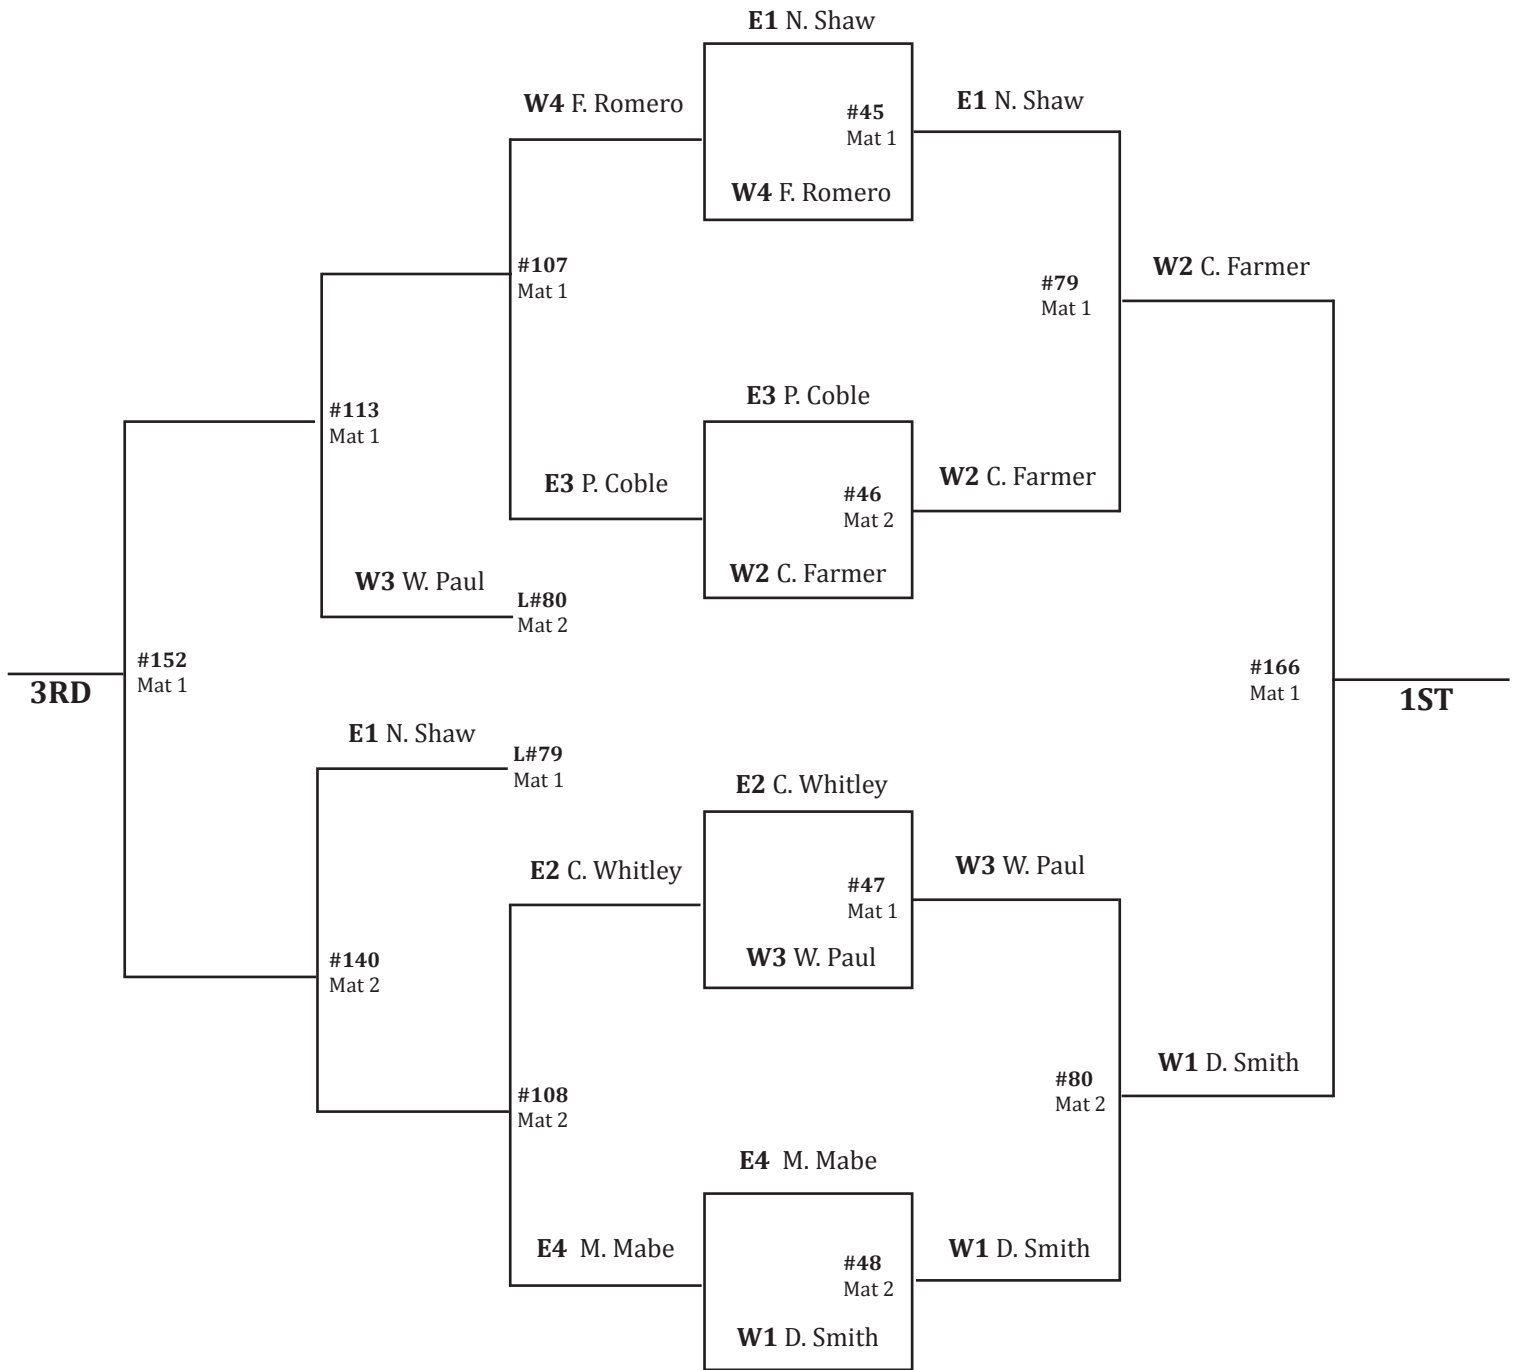 E1 N. Shaw
W4 F. Romero
#45
Mat 1
E1 N. Shaw
W4 F. Romero
#107
Mat 1
W2 C. Farmer
#79
Mat 1
E3 P. Coble
#113
Mat 1
E3 P. Coble
#46
Mat 2
W2 C. Farmer
W2 C. Farmer
W3 W. Paul
L#80
Mat 2
#152
Mat 1
3RD
#166
Mat 1
1ST
E1 N. Shaw
L#79
Mat 1
E2 C. Whitley
E2 C. Whitley
#47
Mat 1
W3 W. Paul
W3 W. Paul
#140
Mat 2
#108
Mat 2
#80
Mat 2
W1 D. Smith
E4 M. Mabe
E4 M. Mabe
#48
Mat 2
W1 D. Smith
W1 D. Smith